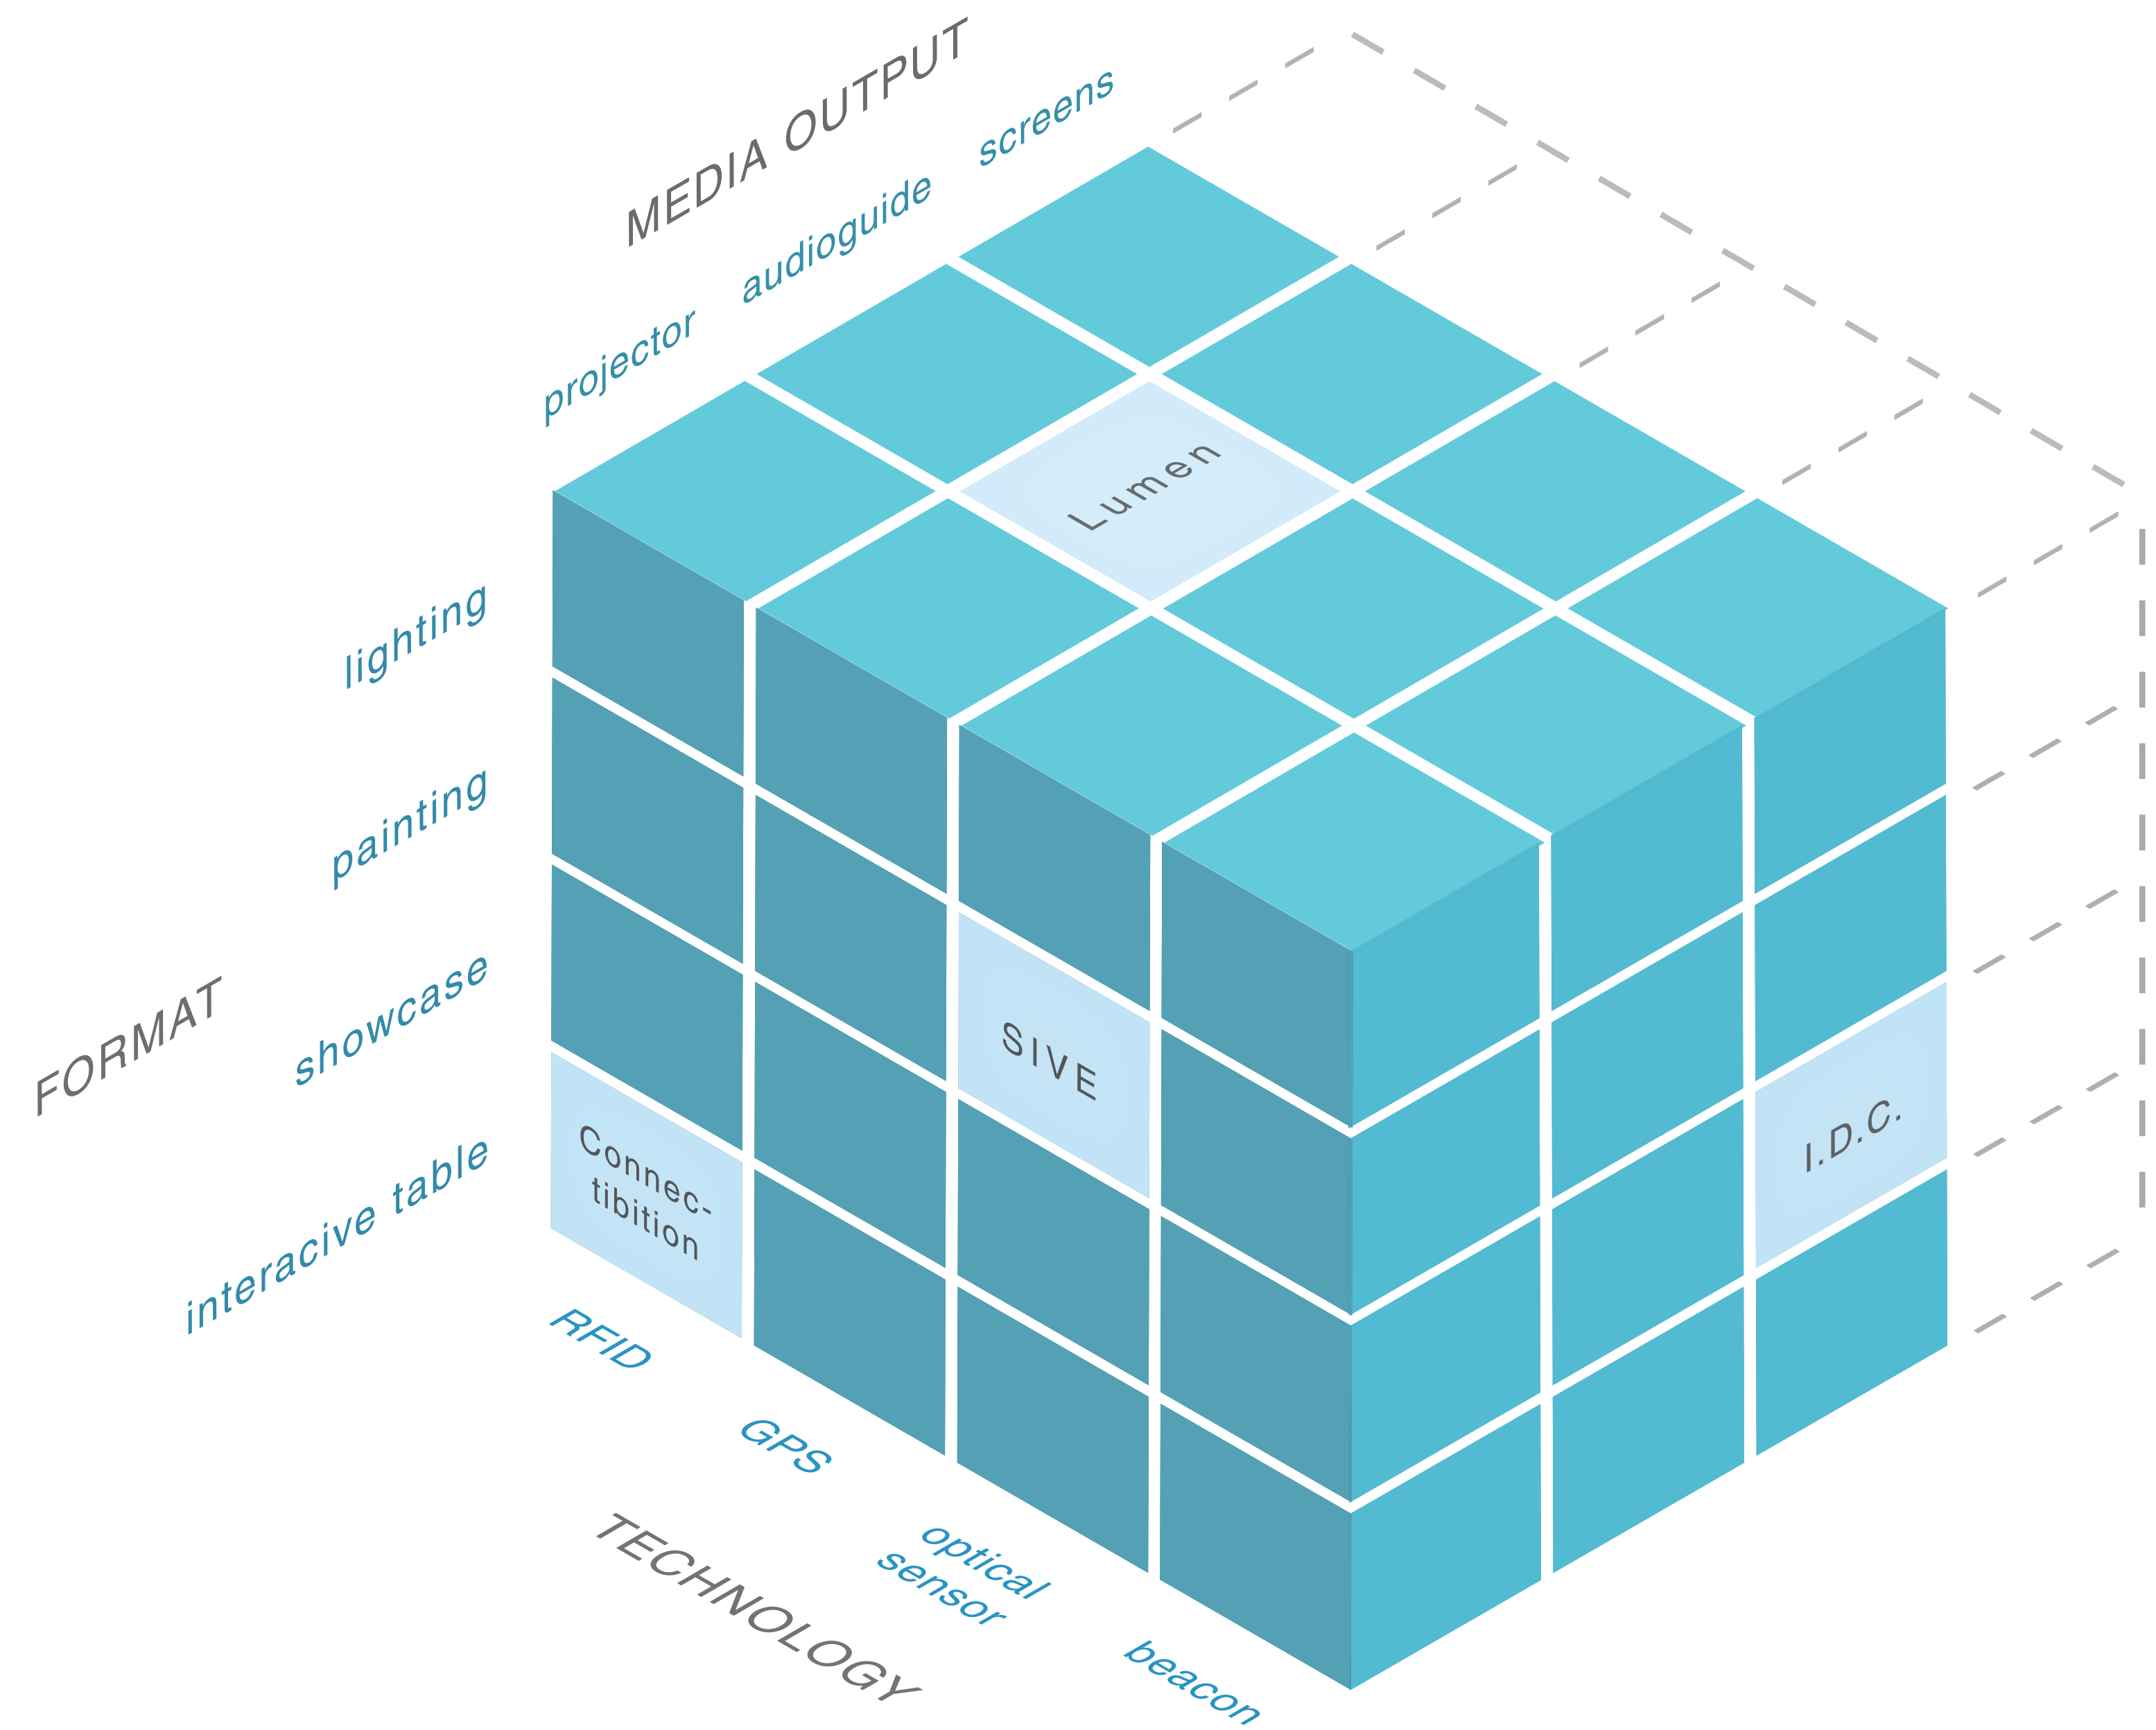 MEDIA OUTPUT
projector
audioguide
screens
Lumen
FORMAT
lighting
painting
showcase
interactive table
SIVE
I.D.C.
Connec-
tibition
RFID
GPS
optical
sensor
beacon
TECHNOLOGY